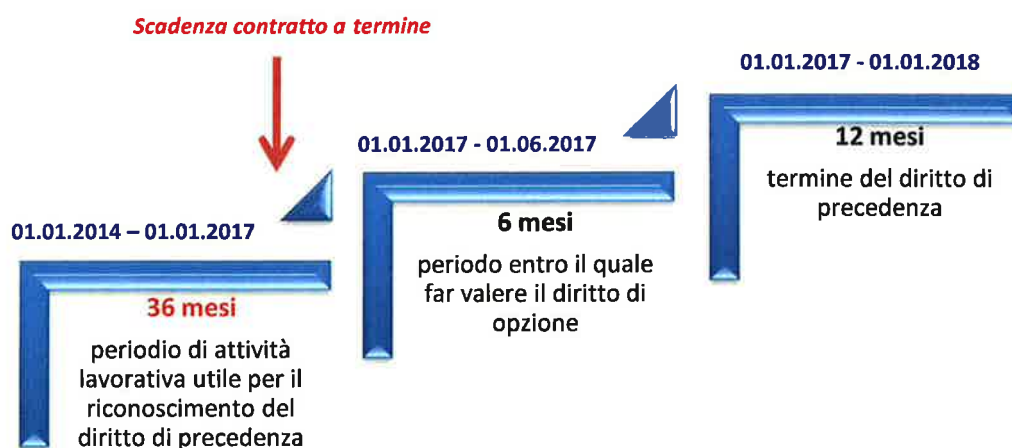 Scadenza contratto a termine
01.01.2014 – 01.01.2017
36 mesi
periodio di attività
lavorativa utile per il
riconoscimento del
diritto di precedenza
01.01.2017 - 01.06.2017
6 mesi
periodo entro il quale
far valere il diritto di
opzione
01.01.2017 - 01.01.2018
12 mesi
termine del diritto di
precedenza